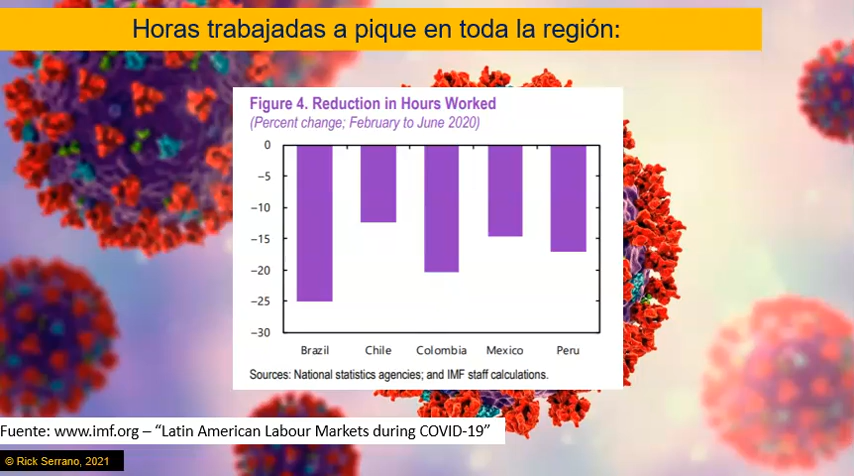 Horas trabajadas a pique en toda la región:
Figure 4. Reduction in Hours Worked
(Percent change; February to June 2020)
0
−5
−10
−15
−20
−25
−30
Brazil Chile Colombia Mexico Peru
Sources: National statistics agencies; and IMF staff calculations.
Fuente: www.imf.org – “Latin American Labour Markets during COVID-19”
© Rick Serrano, 2021